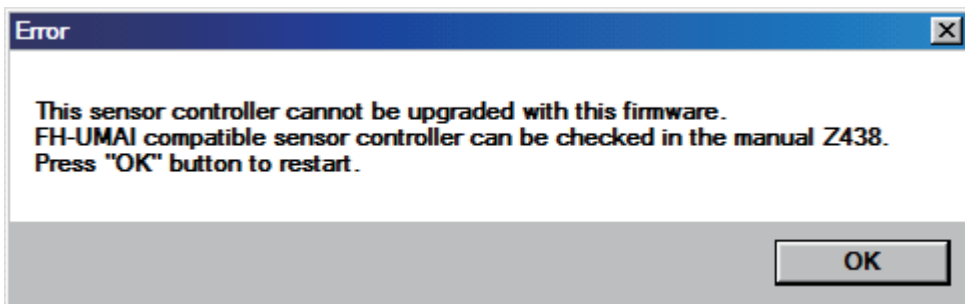 Error
This sensor controller cannot be upgraded with this firmware.
FH-UMAI compatible sensor controller can be checked in the manual Z438.
Press "OK" button to restart.
OK